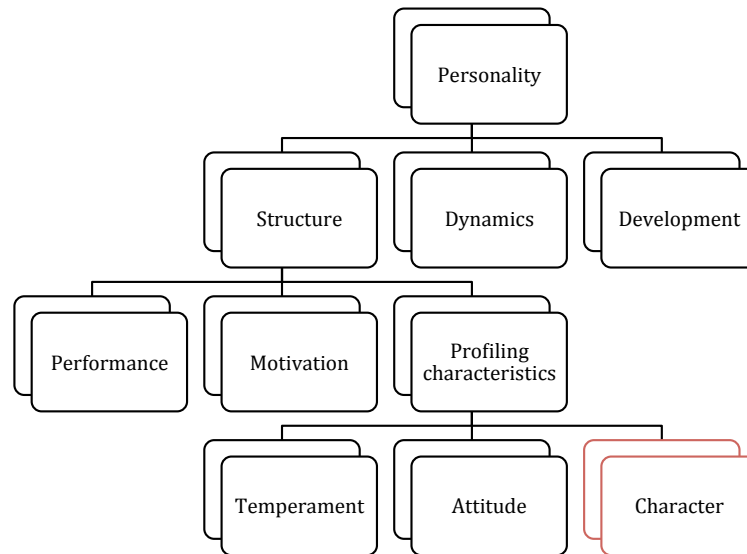 Personality
Structure
Dynamics
Development
Performance
Motivation
Profiling
characteristics
Temperament
Attitude
Character